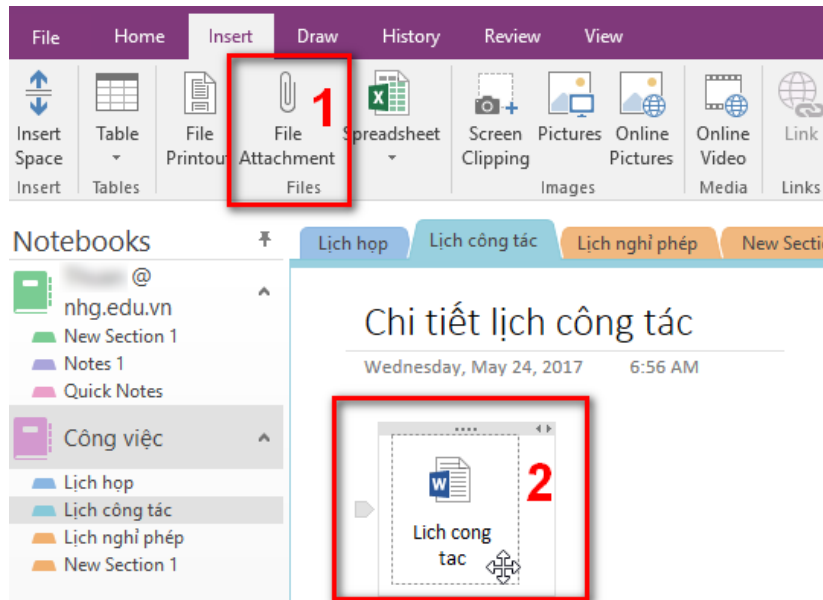 File Home Insert Draw History Review View
1
Insert Space
Table
File Printout
File Attachment
Spreadsheet
Screen Clipping
Pictures
Online Pictures
Online Video
Link
Insert Tables Files Images Media Links
Notebooks
Lịch họp Lịch công tác Lịch nghỉ phép New Secti
@
nhg.edu.vn
New Section 1
Notes 1
Quick Notes
Công việc
Lịch họp
Lịch công tác
Lịch nghỉ phép
New Section 1
Chi tiết lịch công tác
Wednesday, May 24, 2017 6:56 AM
2
Lich cong
tac